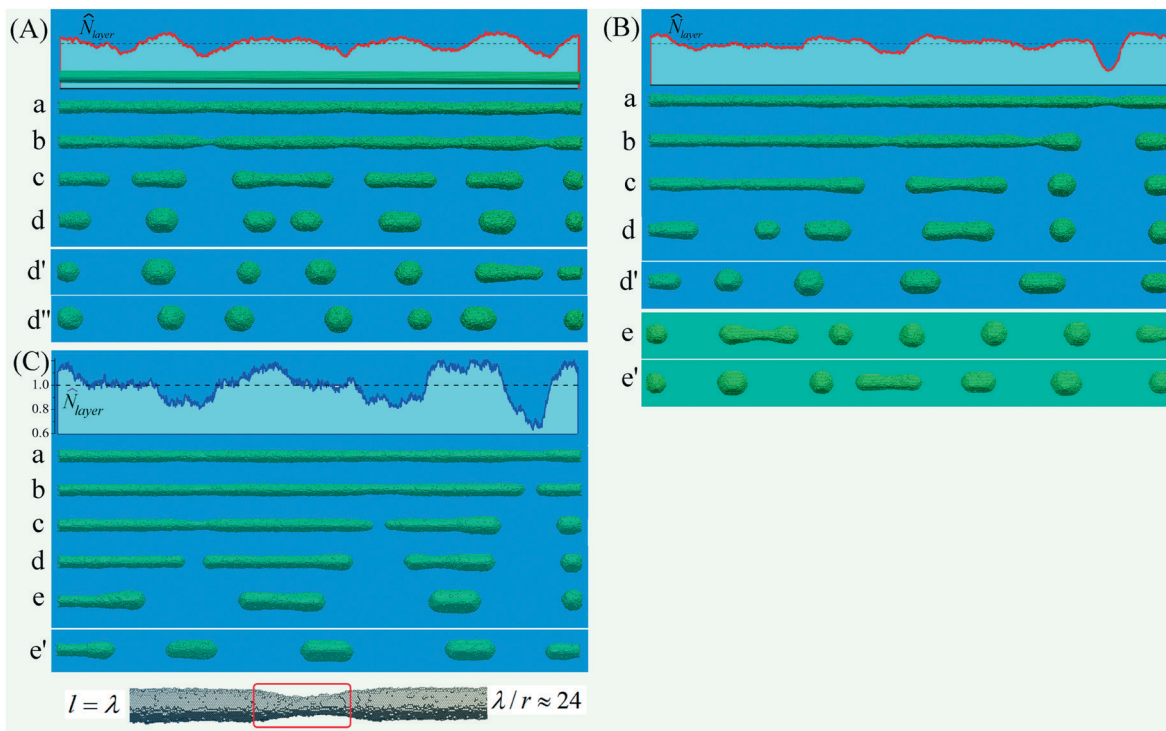 (A)
N̂layer
a
b
c
d
d'
d''
(B)
N̂layer
a
b
c
d
d'
e
e'
(C)
1.0
N̂layer
0.8
0.6
a
b
c
d
e
e'
l = λ
λ/r ≈ 24